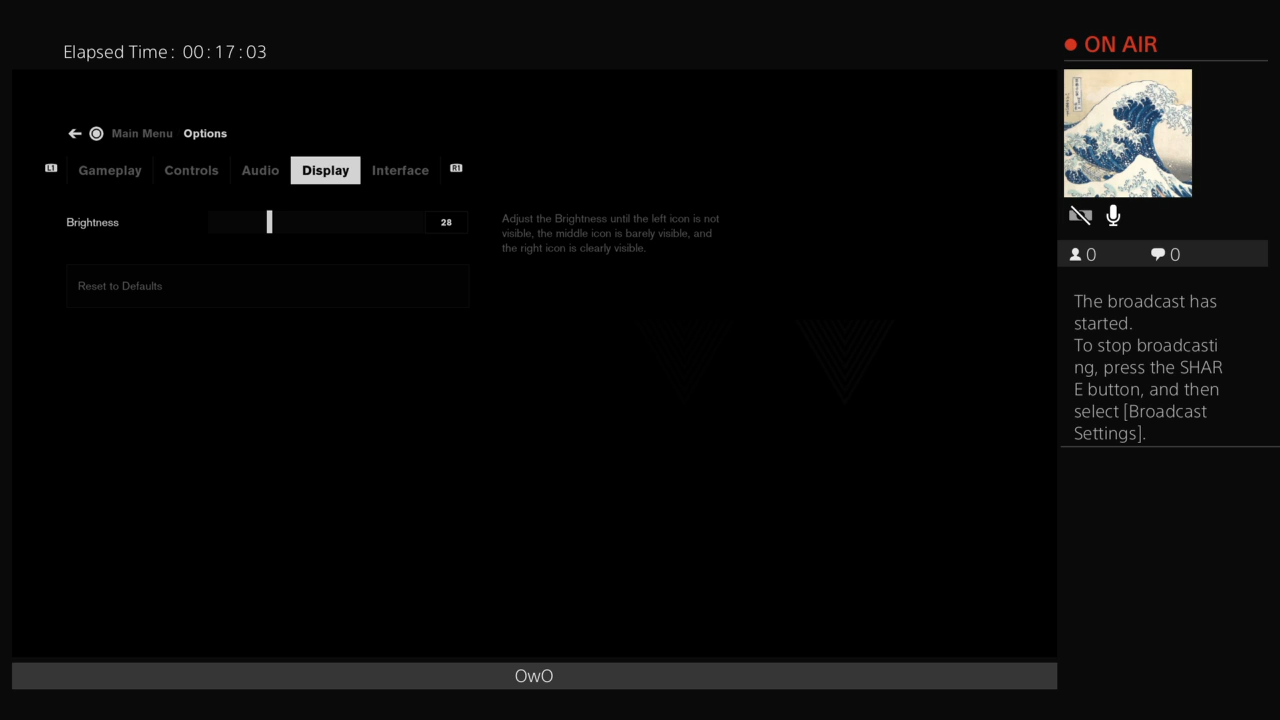 Elapsed Time: 00:17:03
ON AIR
Main Menu Options
L1 Gameplay Controls Audio Display Interface R1
Brightness 28
Adjust the Brightness until the left icon is not
visible, the middle icon is barely visible, and
the right icon is clearly visible.
Reset to Defaults
0 0
The broadcast has
started.
To stop broadcasti
ng, press the SHAR
E button, and then
select [Broadcast
Settings].
OwO